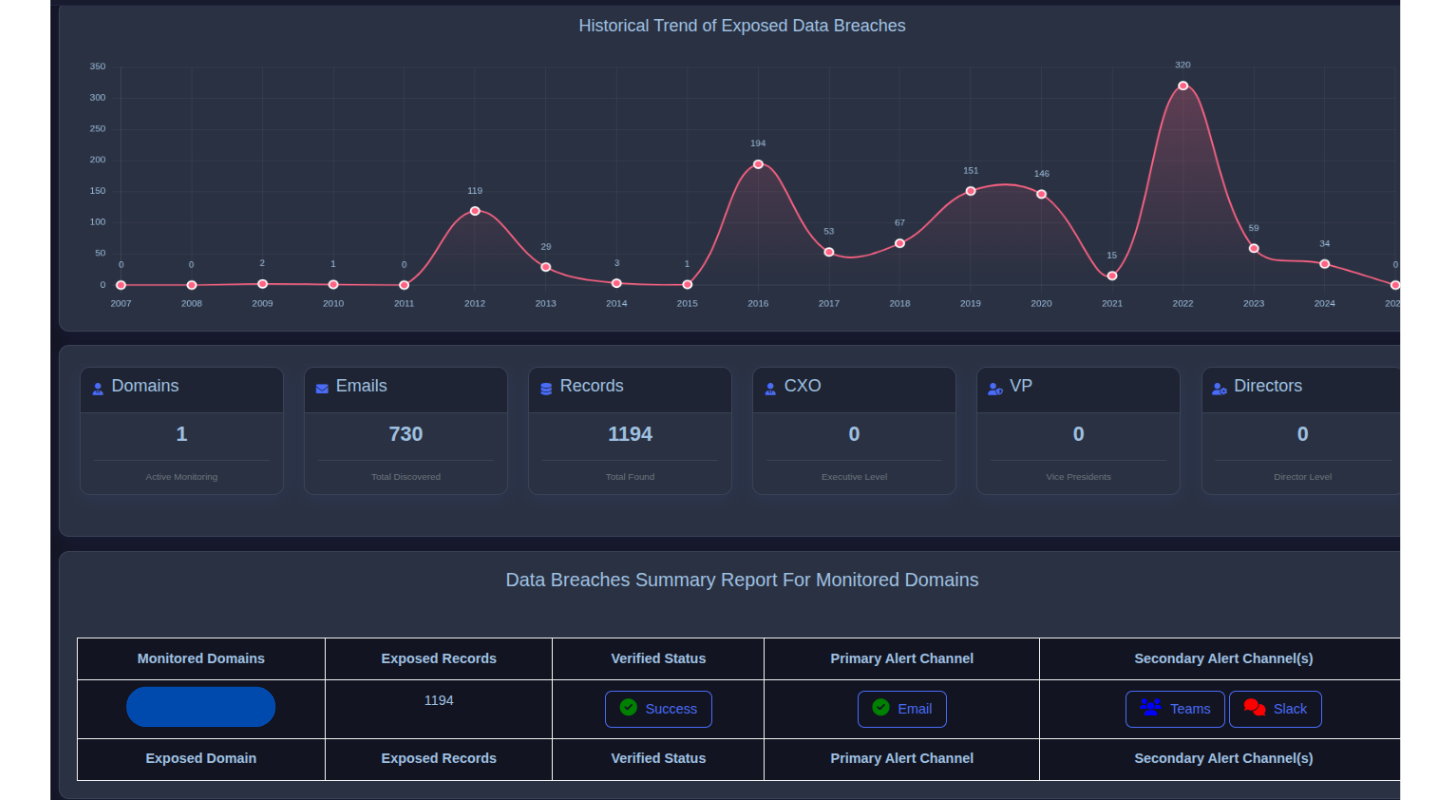 Historical Trend of Exposed Data Breaches
350
300
250
200
150
100
50
0
0 0 2 1 0 119 29 3 1 194 53 67 151 146 15 320 59 34 0
2007 2008 2009 2010 2011 2012 2013 2014 2015 2016 2017 2018 2019 2020 2021 2022 2023 2024 202
Domains Emails Records CXO VP Directors
1 730 1194 0 0 0
Active Monitoring Total Discovered Total Found Executive Level Vice Presidents Director Level
Data Breaches Summary Report For Monitored Domains
Monitored Domains Exposed Records Verified Status Primary Alert Channel Secondary Alert Channel(s)
1194 Success Email Teams Slack
Exposed Domain Exposed Records Verified Status Primary Alert Channel Secondary Alert Channel(s)